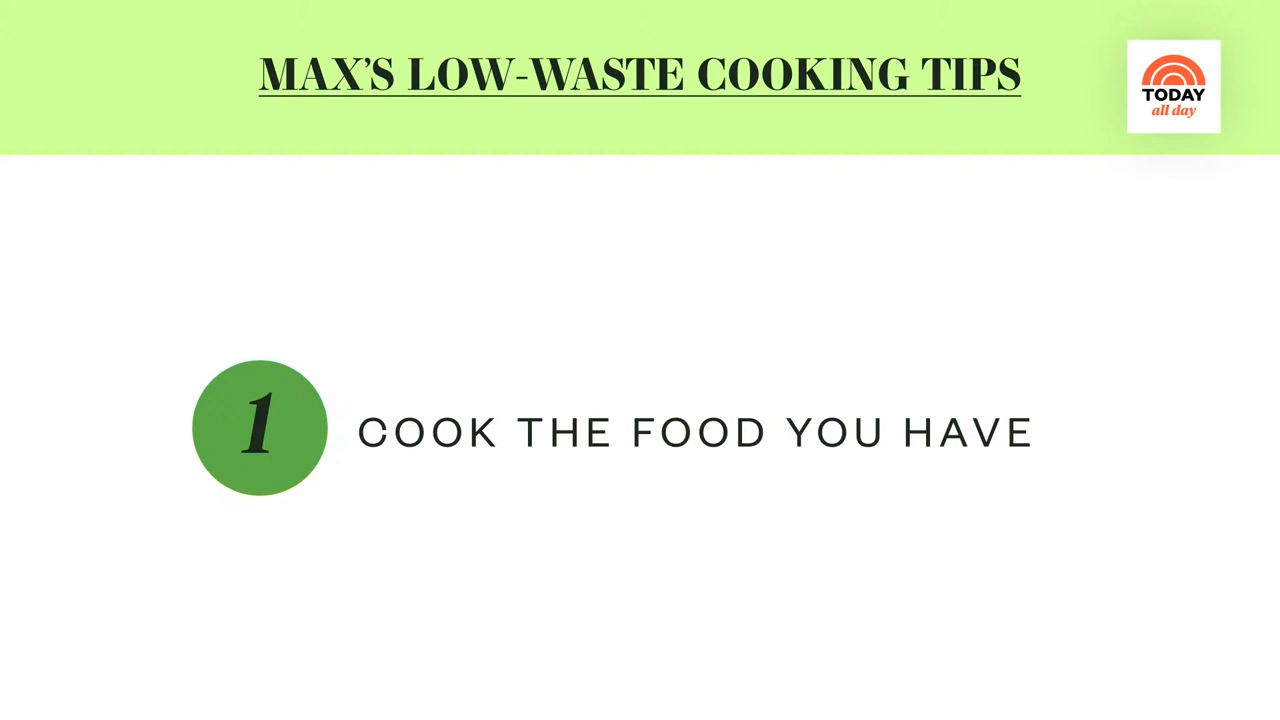 MAX'S LOW-WASTE COOKING TIPS
TODAY
all day
1 COOK THE FOOD YOU HAVE